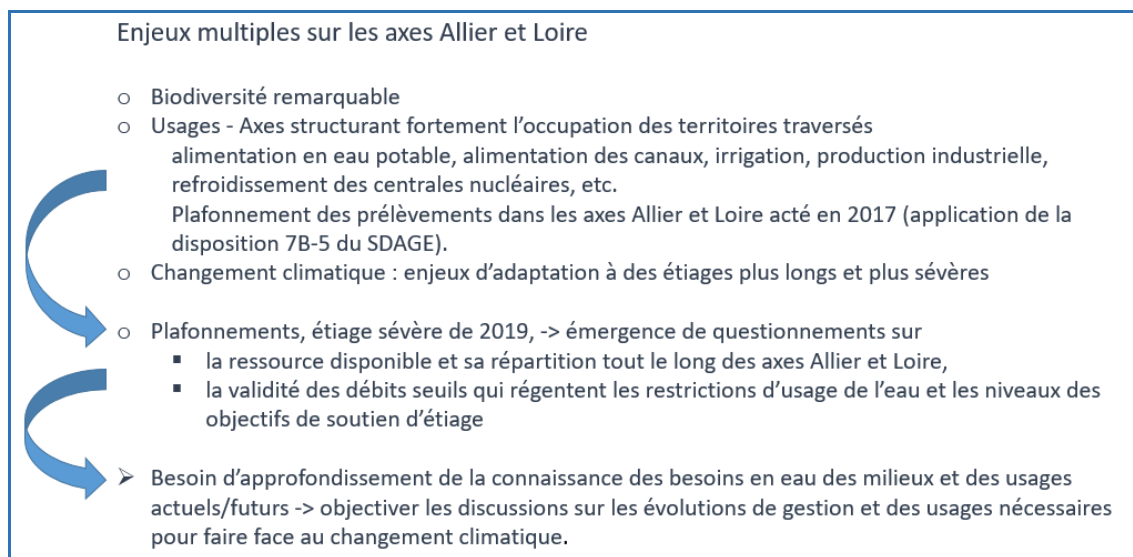 Enjeux multiples sur les axes Allier et Loire
o Biodiversité remarquable
o Usages - Axes structurant fortement l’occupation des territoires traversés
alimentation en eau potable, alimentation des canaux, irrigation, production industrielle,
refroidissement des centrales nucléaires, etc.
Plafonnement des prélèvements dans les axes Allier et Loire acté en 2017 (application de la
disposition 7B-5 du SDAGE).
o Changement climatique : enjeux d’adaptation à des étiages plus longs et plus sévères
o Plafonnements, étiage sévère de 2019, -> émergence de questionnements sur
▪ la ressource disponible et sa répartition tout le long des axes Allier et Loire,
▪ la validité des débits seuils qui régentent les restrictions d’usage de l’eau et les niveaux des
objectifs de soutien d’étiage
➢ Besoin d’approfondissement de la connaissance des besoins en eau des milieux et des usages
actuels/futurs -> objectiver les discussions sur les évolutions de gestion et des usages nécessaires
pour faire face au changement climatique.